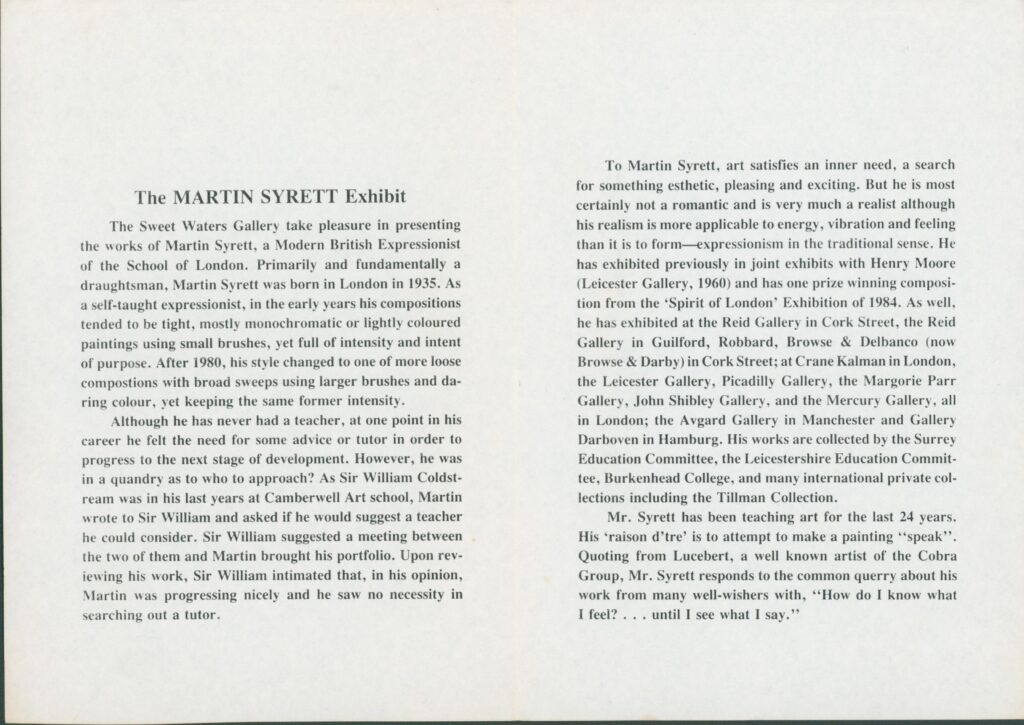 The MARTIN SYRETT Exhibit
The Sweet Waters Gallery take pleasure in presenting
the works of Martin Syrett, a Modern British Expressionist
of the School of London. Primarily and fundamentally a
draughtsman, Martin Syrett was born in London in 1935. As
a self-taught expressionist, in the early years his compositions
tended to be tight, mostly monochromatic or lightly coloured
paintings using small brushes, yet full of intensity and intent
of purpose. After 1980, his style changed to one of more loose
compostions with broad sweeps using larger brushes and da-
ring colour, yet keeping the same former intensity.
Although he has never had a teacher, at one point in his
career he felt the need for some advice or tutor in order to
progress to the next stage of development. However, he was
in a quandry as to who to approach? As Sir William Coldst-
ream was in his last years at Camberwell Art school, Martin
wrote to Sir William and asked if he would suggest a teacher
he could consider. Sir William suggested a meeting between
the two of them and Martin brought his portfolio. Upon rev-
iewing his work, Sir William intimated that, in his opinion,
Martin was progressing nicely and he saw no necessity in
searching out a tutor.
To Martin Syrett, art satisfies an inner need, a search
for something esthetic, pleasing and exciting. But he is most
certainly not a romantic and is very much a realist although
his realism is more applicable to energy, vibration and feeling
than it is to form—expressionism in the traditional sense. He
has exhibited previously in joint exhibits with Henry Moore
(Leicester Gallery, 1960) and has one prize winning composi-
tion from the ‘Spirit of London’ Exhibition of 1984. As well,
he has exhibited at the Reid Gallery in Cork Street, the Reid
Gallery in Guilford, Robbard, Browse & Delbanco (now
Browse & Darby) in Cork Street; at Crane Kalman in London,
the Leicester Gallery, Picadilly Gallery, the Margorie Parr
Gallery, John Shibley Gallery, and the Mercury Gallery, all
in London; the Avgard Gallery in Manchester and Gallery
Darboven in Hamburg. His works are collected by the Surrey
Education Committee, the Leicestershire Education Commit-
tee, Burkenhead College, and many international private col-
lections including the Tillman Collection.
Mr. Syrett has been teaching art for the last 24 years.
His ‘raison d’tre’ is to attempt to make a painting “speak”.
Quoting from Lucebert, a well known artist of the Cobra
Group, Mr. Syrett responds to the common querry about his
work from many well-wishers with, “How do I know what
I feel? . . . until I see what I say.”